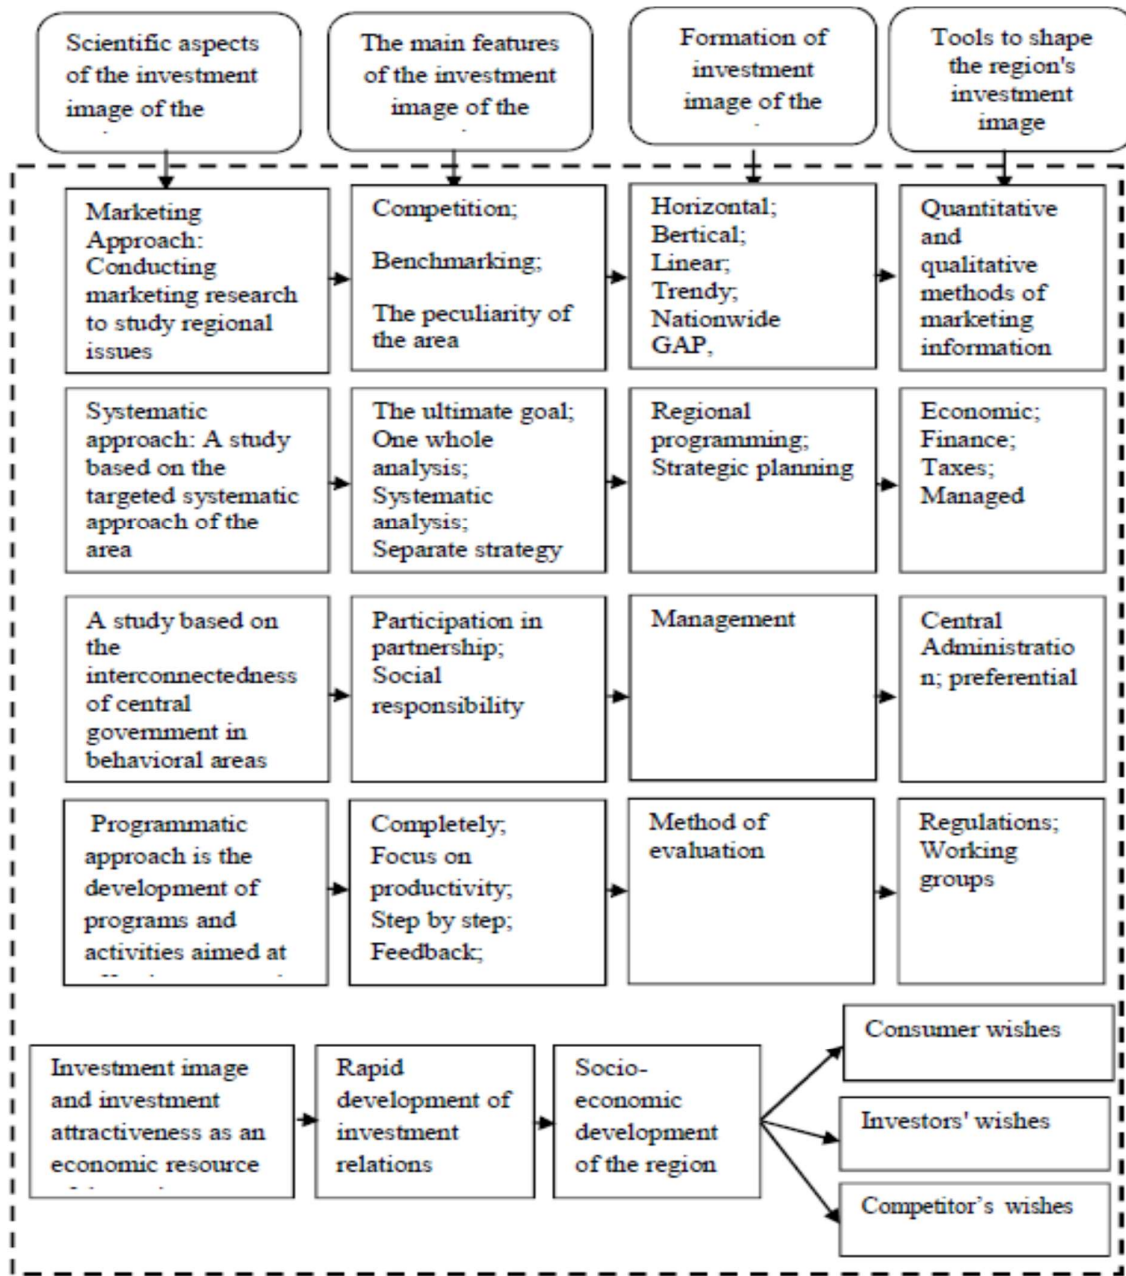 Scientific aspects
of the investment
image of the
The main features
of the investment
image of the
Formation of
investment
image of the
Tools to shape
the region's
investment
image
Marketing
Approach:
Conducting
marketing research
to study regional
issues
Competition;
Benchmarking;
The peculiarity of
the area
Horizontal;
Bertical;
Linear;
Trendy;
Nationwide
GAP,
Quantitative
and
qualitative
methods of
marketing
information
Systematic
approach: A study
based on the
targeted systematic
approach of the
area
The ultimate goal;
One whole
analysis;
Systematic
analysis;
Separate strategy
Regional
programming;
Strategic planning
Economic;
Finance;
Taxes;
Managed
A study based on
the
interconnectedness
of central
government in
behavioral areas
Participation in
partnership;
Social
responsibility
Management
Central
Administratio
n; preferential
Programmatic
approach is the
development of
programs and
activities aimed at
Completely;
Focus on
productivity;
Step by step;
Feedback;
Method of
evaluation
Regulations;
Working
groups
Investment image
and investment
attractiveness as an
economic resource
Rapid
development of
investment
relations
Socio-
economic
development
of the region
Consumer wishes
Investors' wishes
Competitor's wishes